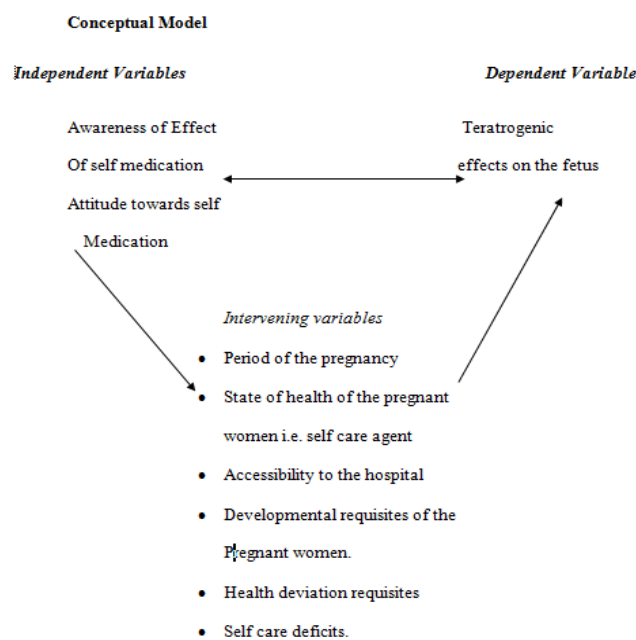 Conceptual Model
Independent Variables
Dependent Variable
Awareness of Effect
Of self medication
Attitude towards self
Medication
Teratrogenic
effects on the fetus
Intervening variables
• Period of the pregnancy
• State of health of the pregnant
women i.e. self care agent
• Accessibility to the hospital
• Developmental requisites of the
Pregnant women.
• Health deviation requisites
• Self care deficits.